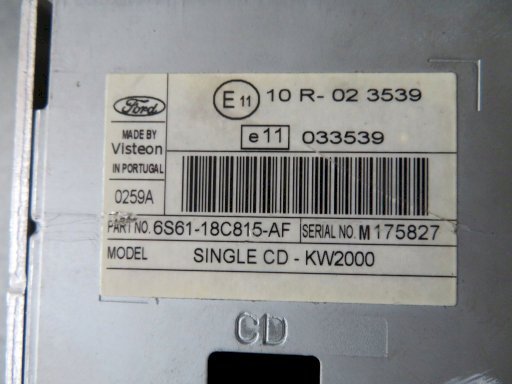 Ford
E 11 10 R- 02 3539
MADE BY
Visteon
IN PORTUGAL
e11 033539
0259A
PART NO. 6S61-18C815-AF SERIAL NO. M175827
MODEL SINGLE CD - KW2000
CD